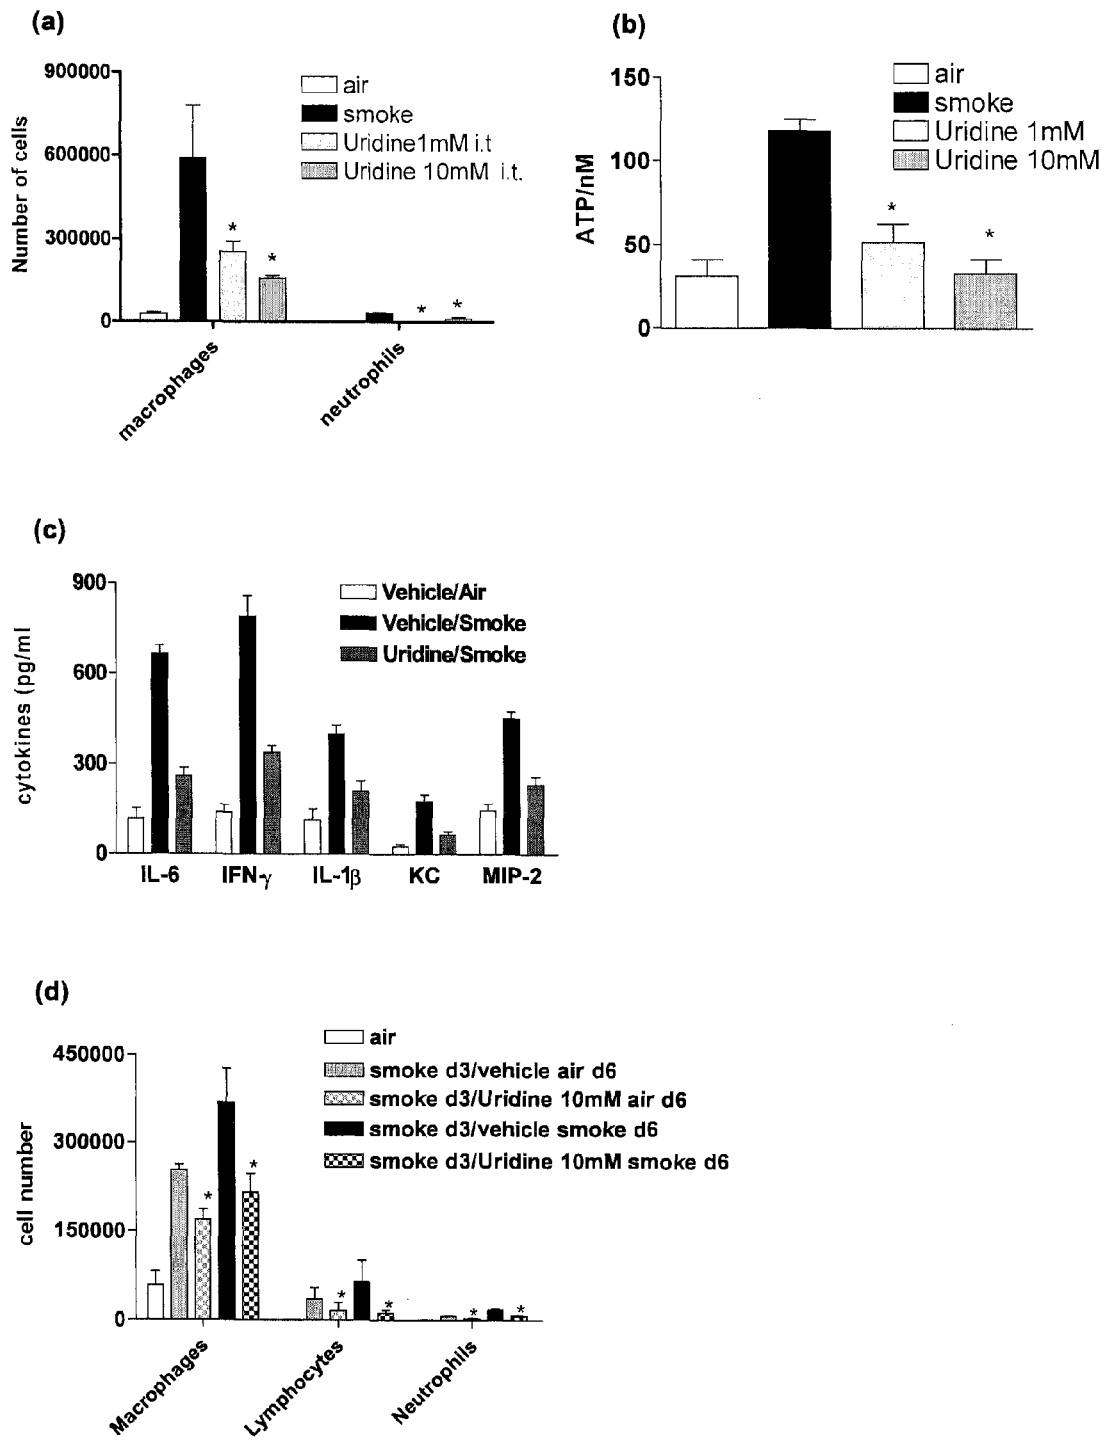 (a)
900000
600000
300000
0
Number of cells
air
smoke
Uridine1mM i.t
Uridine 10mM i.t.
*
*
*
*
macrophages
neutrophils
(b)
150
100
50
0
ATP/nM
air
smoke
Uridine 1mM
Uridine 10mM
*
*
(c)
900
600
300
0
cytokines (pg/ml
Vehicle/Air
Vehicle/Smoke
Uridine/Smoke
IL-6
IFN-γ
IL-1β
KC
MIP-2
(d)
450000
300000
150000
0
cell number
air
smoke d3/vehicle air d6
smoke d3/Uridine 10mM air d6
smoke d3/vehicle smoke d6
smoke d3/Uridine 10mM smoke d6
*
*
*
*
*
*
Macrophages
Lymphocytes
Neutrophils